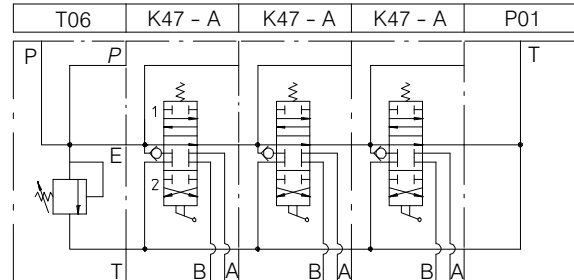 T06 K47 - A K47 - A K47 - A P01
P P T
1
E
2
T B A B A B A